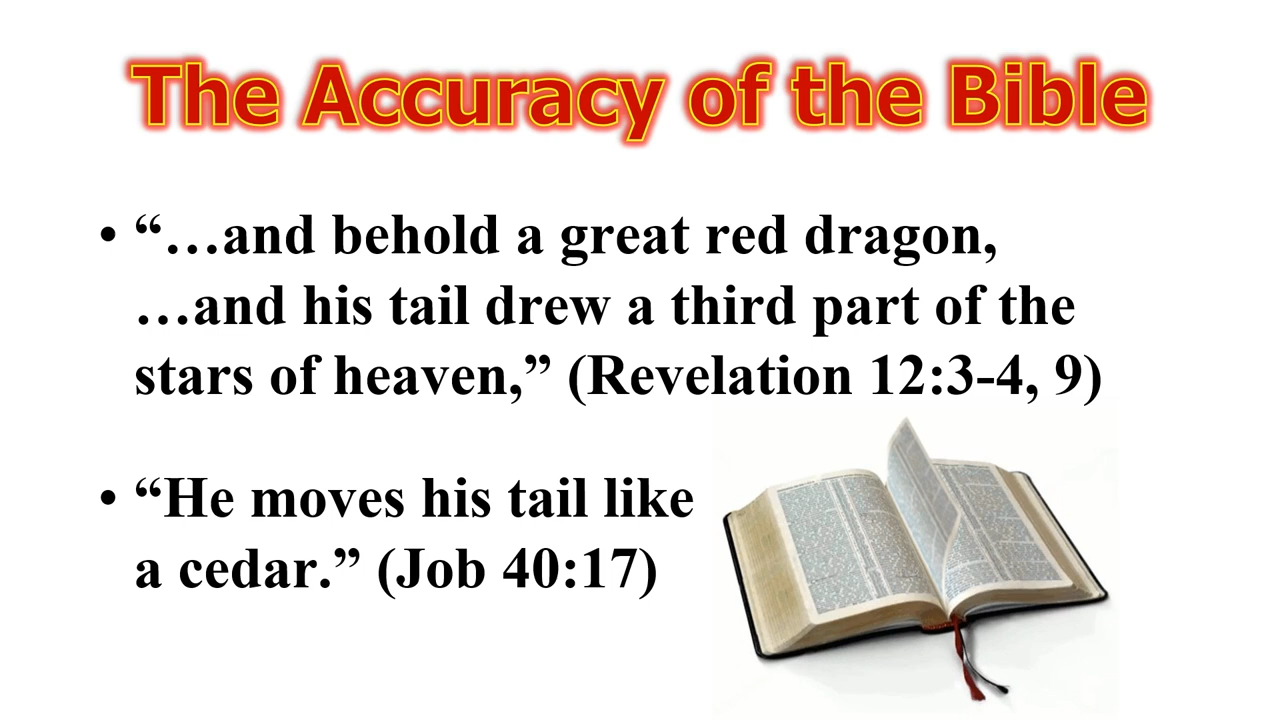 The Accuracy of the Bible
• “…and behold a great red dragon,
…and his tail drew a third part of the
stars of heaven,” (Revelation 12:3-4, 9)
• “He moves his tail like
a cedar.” (Job 40:17)